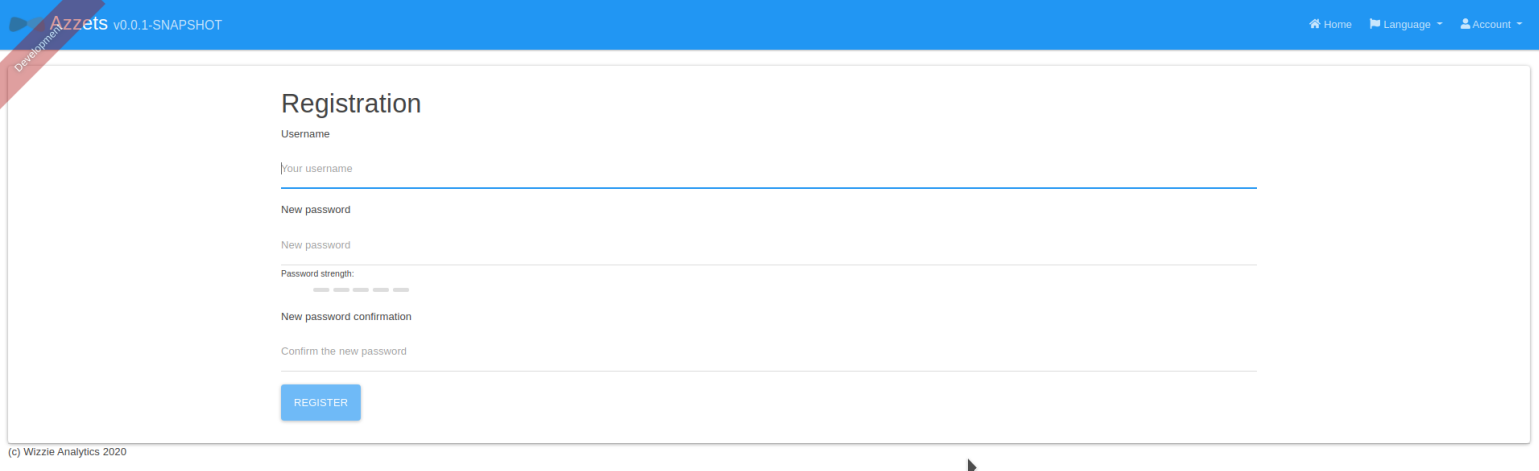 Azzets v0.0.1-SNAPSHOT
Home Language Account
Development
Registration
Username
Your username
New password
New password
Password strength:
New password confirmation
Confirm the new password
REGISTER
(c) Wizzie Analytics 2020